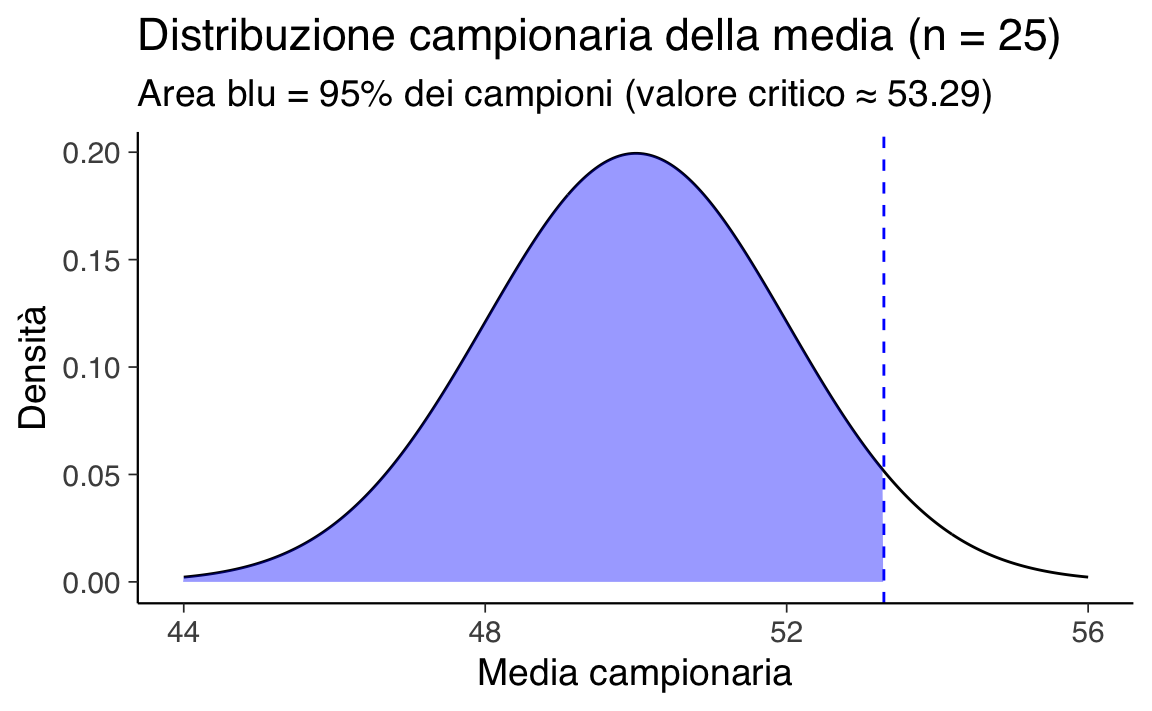 Distribuzione campionaria della media (n = 25)
Area blu = 95% dei campioni (valore critico ≈ 53.29)
0.20
0.15
0.10
0.05
0.00
Densità
44 48 52 56
Media campionaria